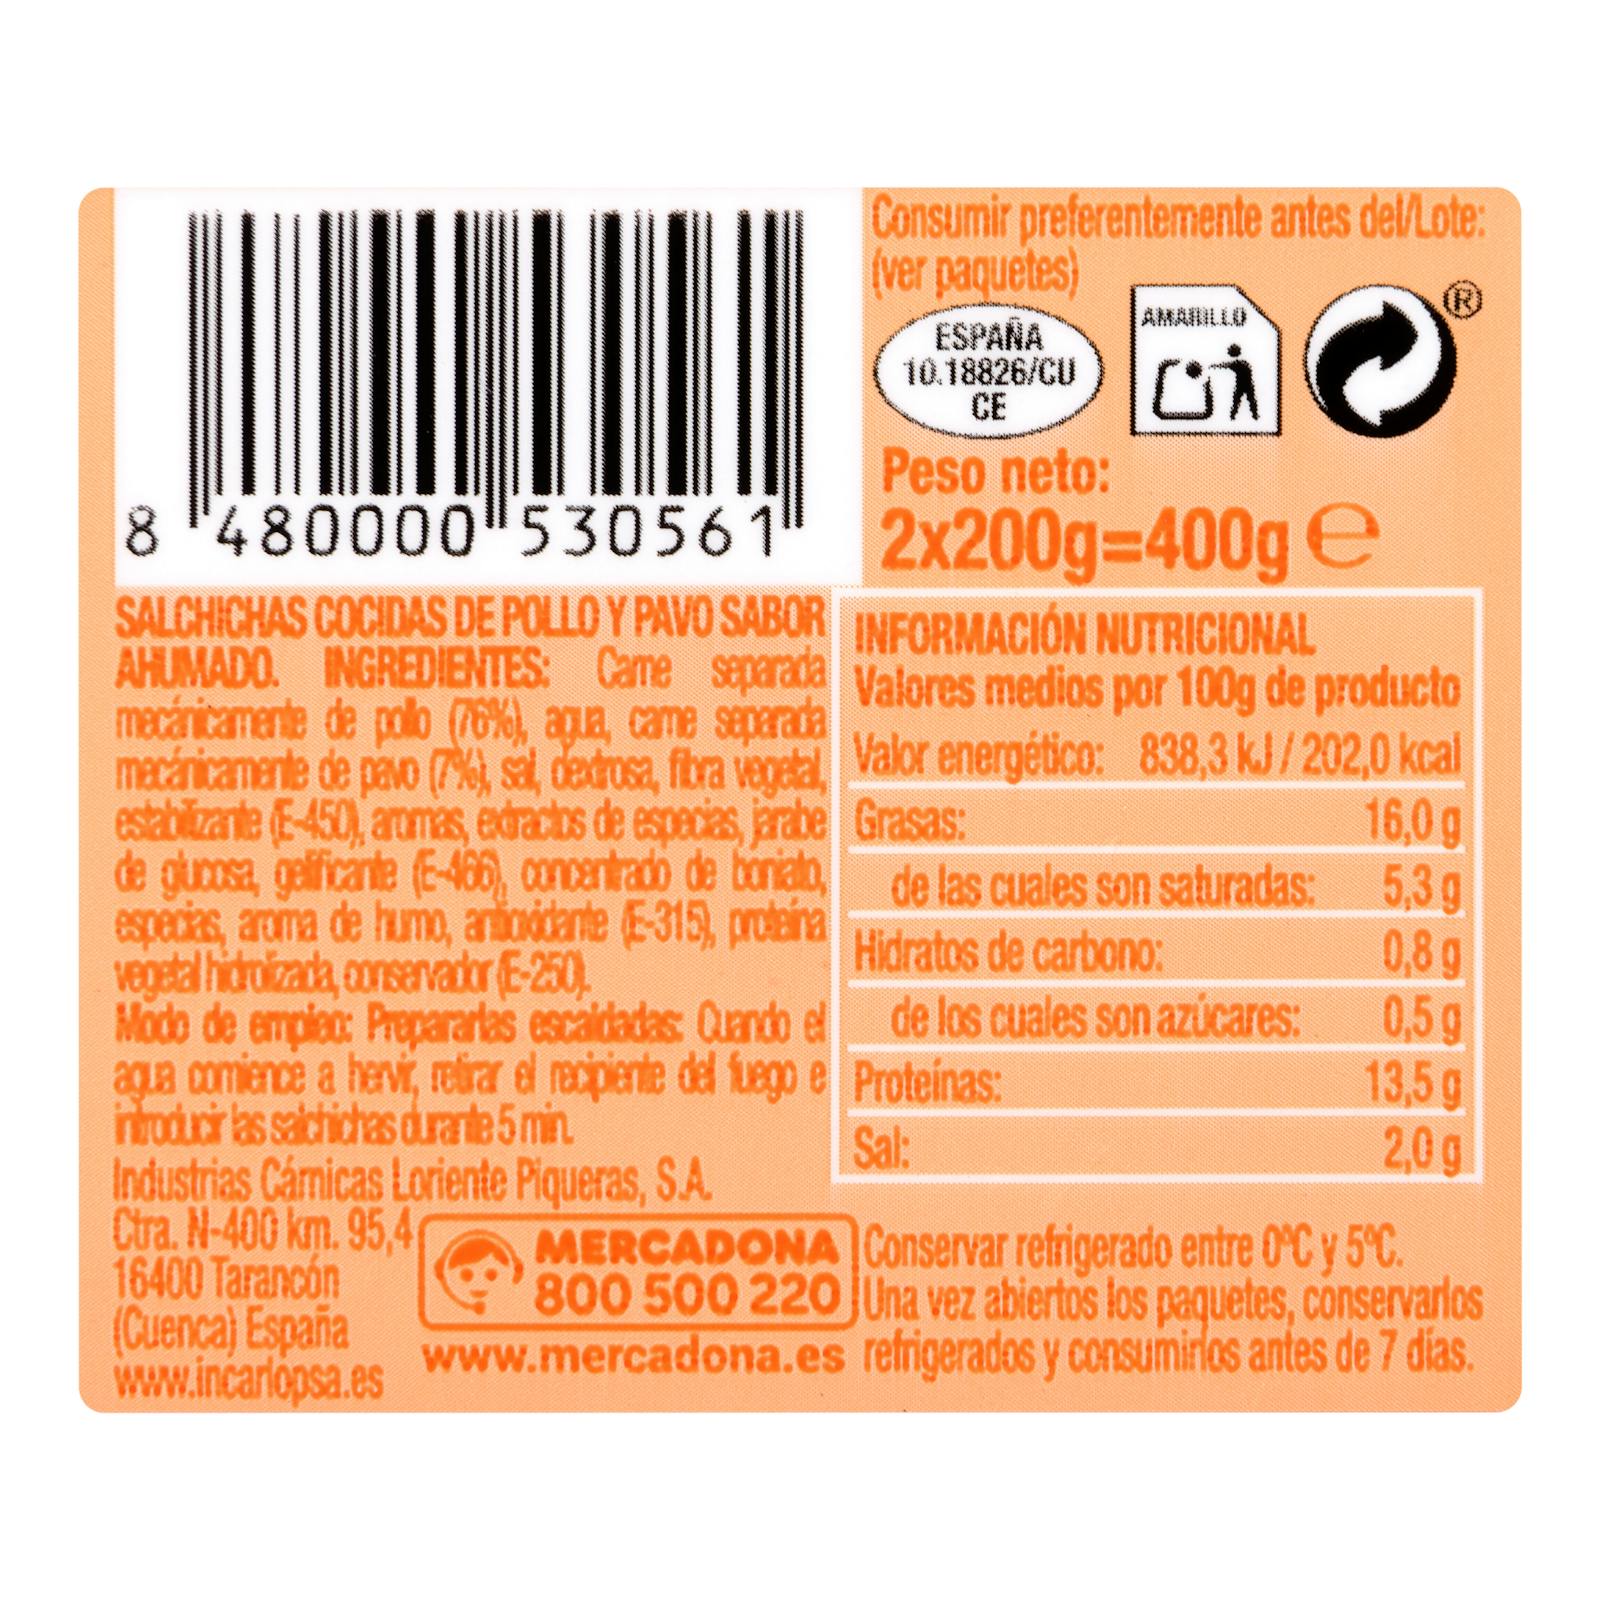 Consumir preferentemente antes del/Lote:
(ver paquetes)
ESPAÑA
10.18826/CU
CE
AMARILLO
®
Peso neto:
2x200g=400g ℮
8 480000 530561
SALCHICHAS COCIDAS DE POLLO Y PAVO SABOR
AHUMADO. INGREDIENTES: Carne separada
mecánicamente de pollo (76%), agua, carne separada
mecánicamente de pavo (7%), sal, dextrosa, fibra vegetal,
estabilizante (E-450), aromas, extractos de especias, jarabe
de glucosa, gelificante (E-466), concentrado de boniato,
especias, aroma de humo, antioxidante (E-315), proteína
vegetal hidrolizada, conservador (E-250).
Modo de empleo: Prepararlas escaldadas: Cuando el
agua comience a hervir, retirar el recipiente del fuego e
introducir las salchichas durante 5 min.
Industrias Cárnicas Loriente Piqueras, S.A.
Ctra. N-400 km. 95,4
16400 Tarancón
(Cuenca) España
www.incarlopsa.es
MERCADONA
800 500 220
www.mercadona.es
INFORMACIÓN NUTRICIONAL
Valores medios por 100g de producto
Valor energético: 838,3 kJ / 202,0 kcal
Grasas: 16,0 g
de las cuales son saturadas: 5,3 g
Hidratos de carbono: 0,8 g
de los cuales son azúcares: 0,5 g
Proteínas: 13,5 g
Sal: 2,0 g
Conservar refrigerado entre 0ºC y 5ºC.
Una vez abiertos los paquetes, conservarlos
refrigerados y consumirlos antes de 7 días.